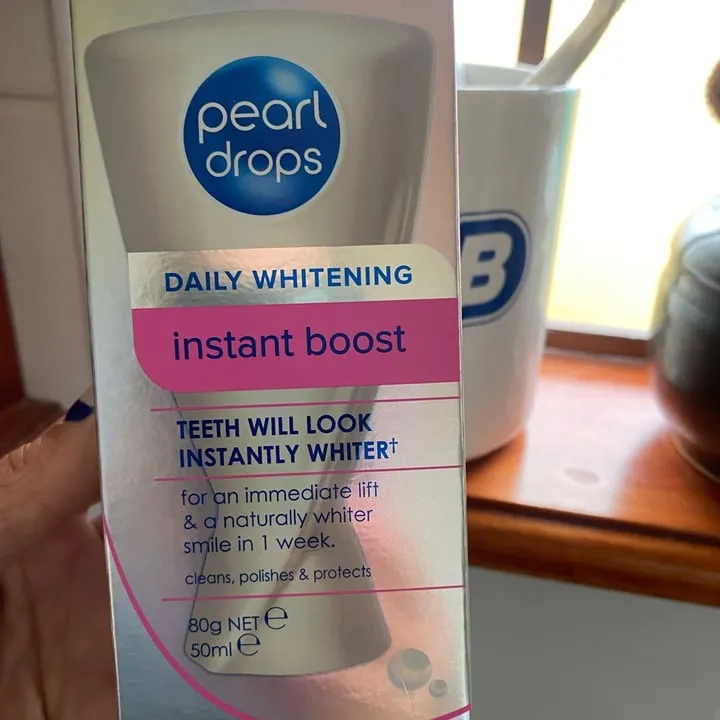 pearl
drops
DAILY WHITENING
instant boost
TEETH WILL LOOK
INSTANTLY WHITER†
for an immediate lift
& a naturally whiter
smile in 1 week.
cleans, polishes & protects
80g NET ℮
50ml ℮
B